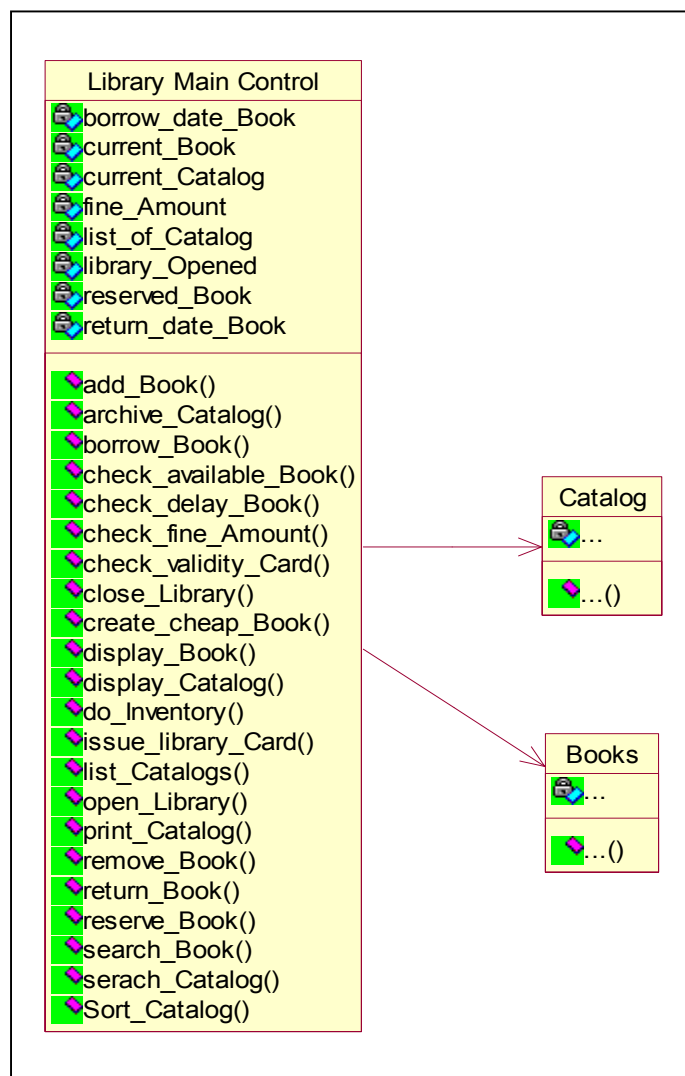 Library Main Control
borrow_date_Book
current_Book
current_Catalog
fine_Amount
list_of_Catalog
library_Opened
reserved_Book
return_date_Book
add_Book()
archive_Catalog()
borrow_Book()
check_available_Book()
check_delay_Book()
check_fine_Amount()
check_validity_Card()
close_Library()
create_cheap_Book()
display_Book()
display_Catalog()
do_Inventory()
issue_library_Card()
list_Catalogs()
open_Library()
print_Catalog()
remove_Book()
return_Book()
reserve_Book()
search_Book()
serach_Catalog()
Sort_Catalog()
Catalog
...
...()
Books
...
...()